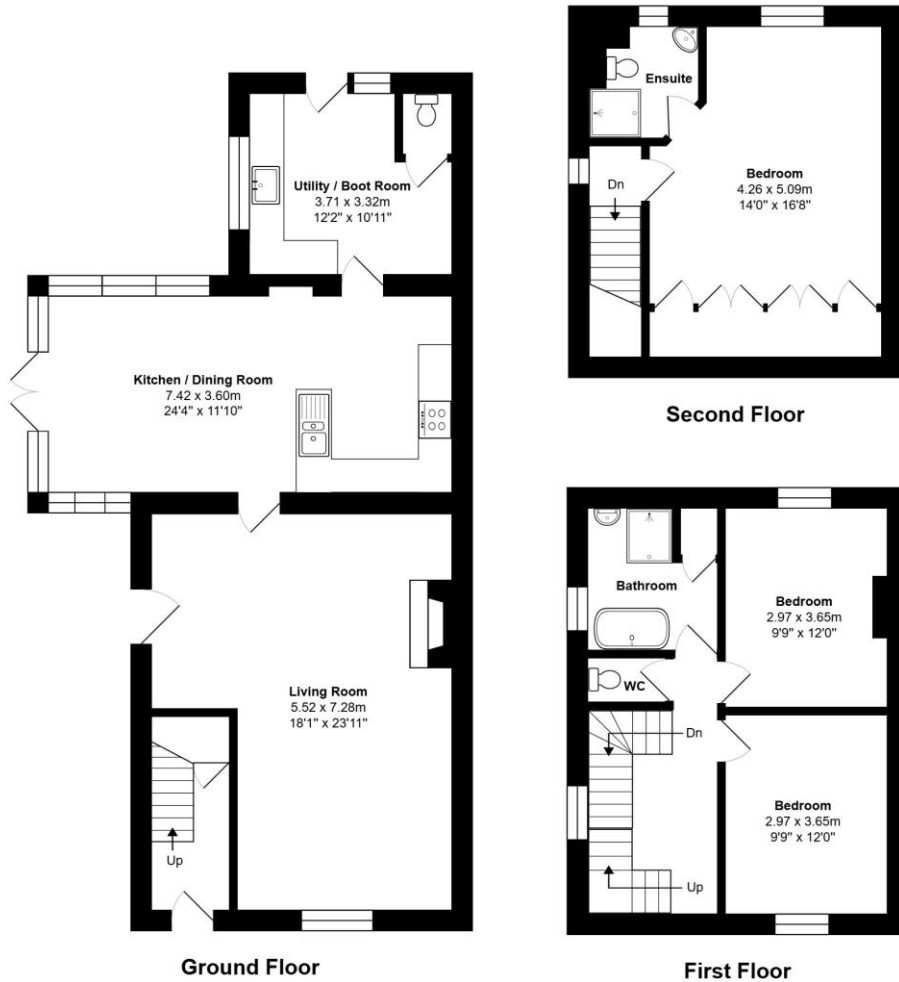 Utility / Boot Room
3.71 x 3.32m
12'2" x 10'11"
Kitchen / Dining Room
7.42 x 3.60m
24'4" x 11'10"
Living Room
5.52 x 7.28m
18'1" x 23'11"
Up
Ground Floor
Ensuite
Bedroom
4.26 x 5.09m
14'0" x 16'8"
Dn
Second Floor
Bathroom
Bedroom
2.97 x 3.65m
9'9" x 12'0"
WC
Dn
Bedroom
2.97 x 3.65m
9'9" x 12'0"
Up
First Floor